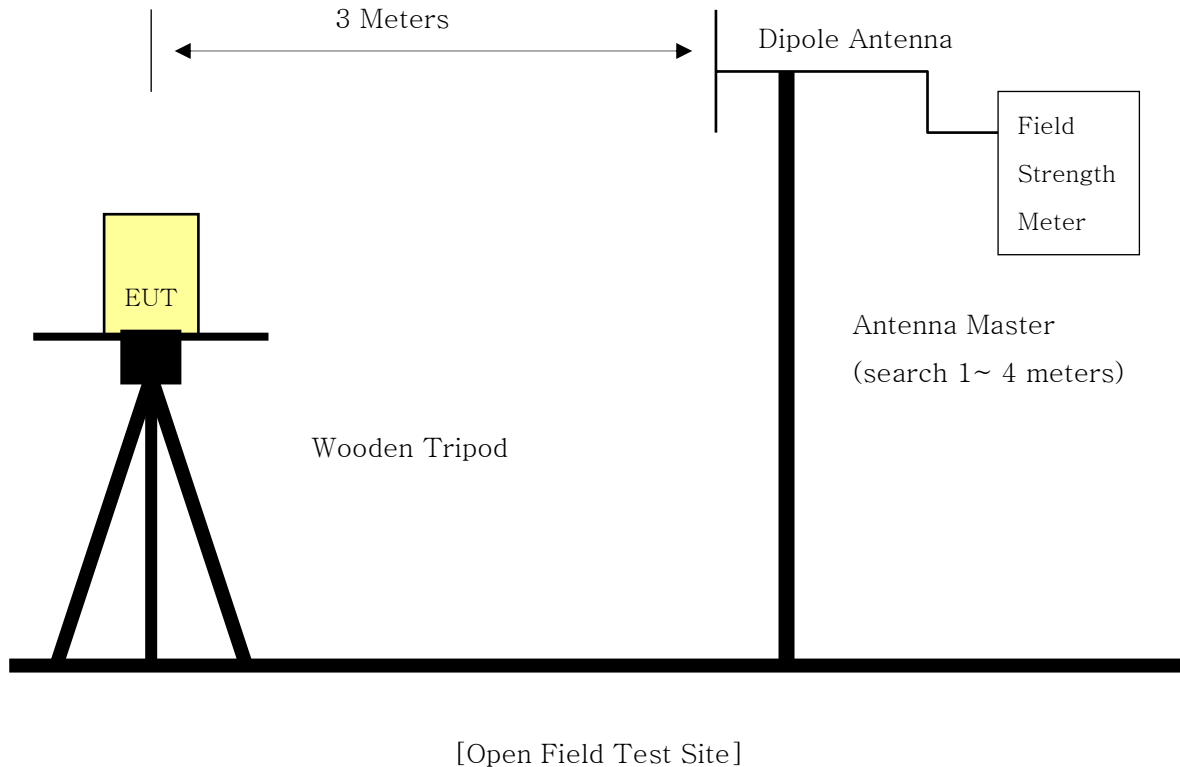 3 Meters
Dipole Antenna
Field
Strength
Meter
EUT
Antenna Master
(search 1~ 4 meters)
Wooden Tripod
[Open Field Test Site]